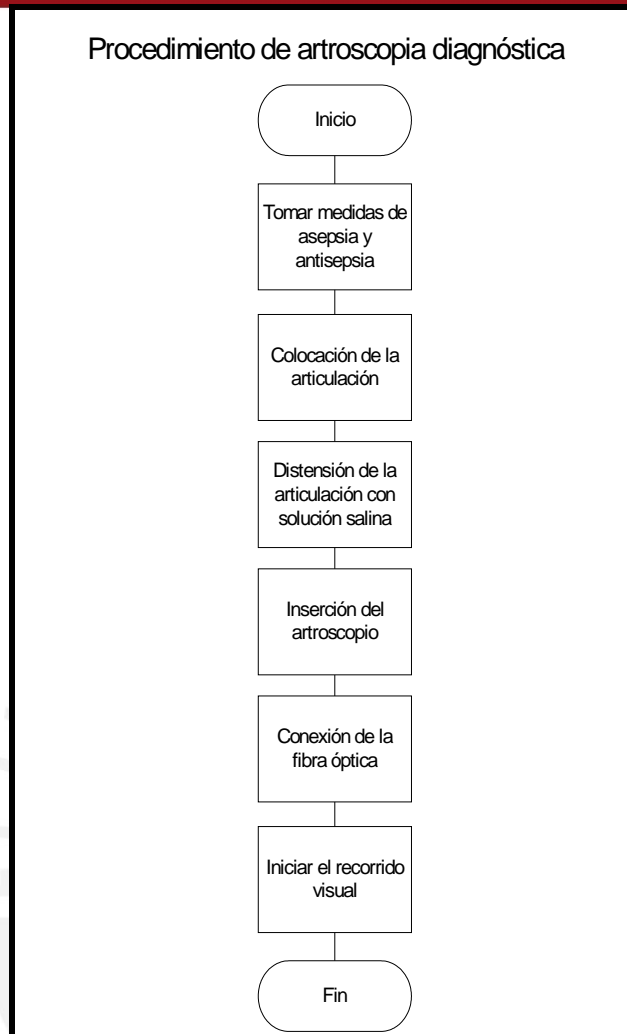 Procedimiento de artroscopia diagnóstica
Inicio
Tomar medidas de
asepsia y
antisepsia
Colocación de la
articulación
Distensión de la
articulación con
solución salina
Inserción del
artroscopio
Conexión de la
fibra óptica
Iniciar el recorrido
visual
Fin